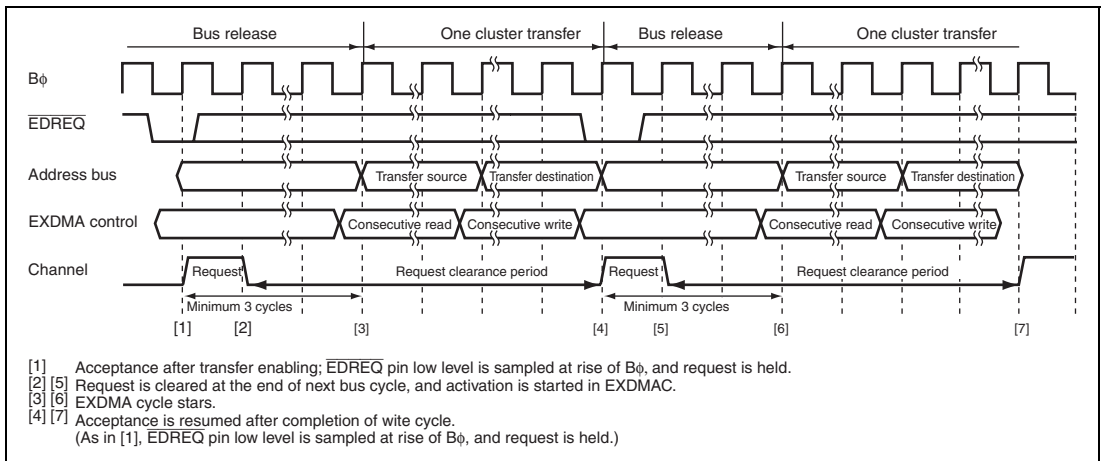 Bus release One cluster transfer Bus release One cluster transfer
Bφ
EDREQ
Address bus Transfer source Transfer destination Transfer source Transfer destination
EXDMA control Consecutive read Consecutive write Consecutive read Consecutive write
Channel Request Request clearance period Request Request clearance period
Minimum 3 cycles Minimum 3 cycles
[1] [2] [3] [4] [5] [6] [7]
[1] Acceptance after transfer enabling; EDREQ pin low level is sampled at rise of Bφ, and request is held.
[2] [5] Request is cleared at the end of next bus cycle, and activation is started in EXDMAC.
[3] [6] EXDMA cycle stars.
[4] [7] Acceptance is resumed after completion of wite cycle.
(As in [1], EDREQ pin low level is sampled at rise of Bφ, and request is held.)